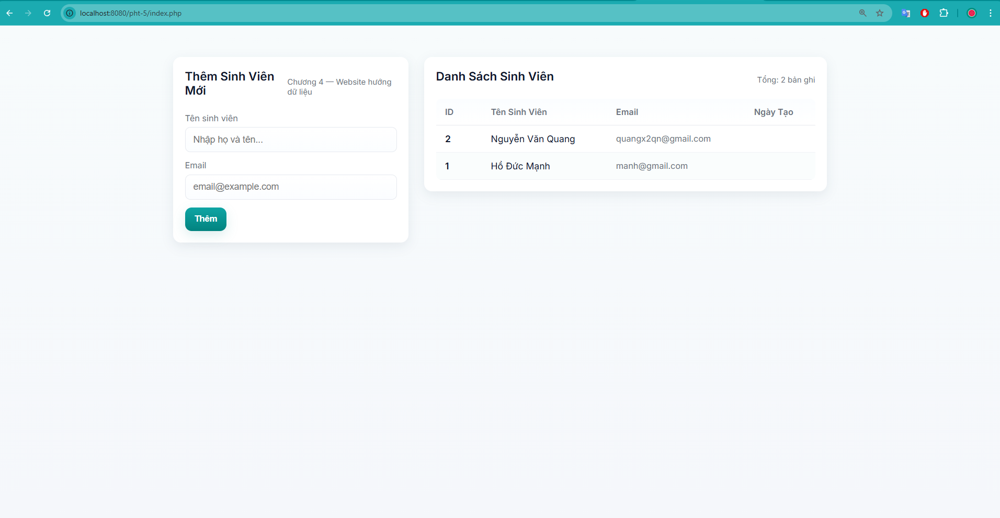 localhost:8080/pht-5/index.php
Thêm Sinh Viên
Mới
Chương 4 — Website hướng
dữ liệu
Tên sinh viên
Nhập họ và tên...
Email
email@example.com
Thêm
Danh Sách Sinh Viên
Tổng: 2 bản ghi
ID Tên Sinh Viên Email Ngày Tạo
2 Nguyễn Văn Quang quangx2qn@gmail.com
1 Hồ Đức Mạnh manh@gmail.com